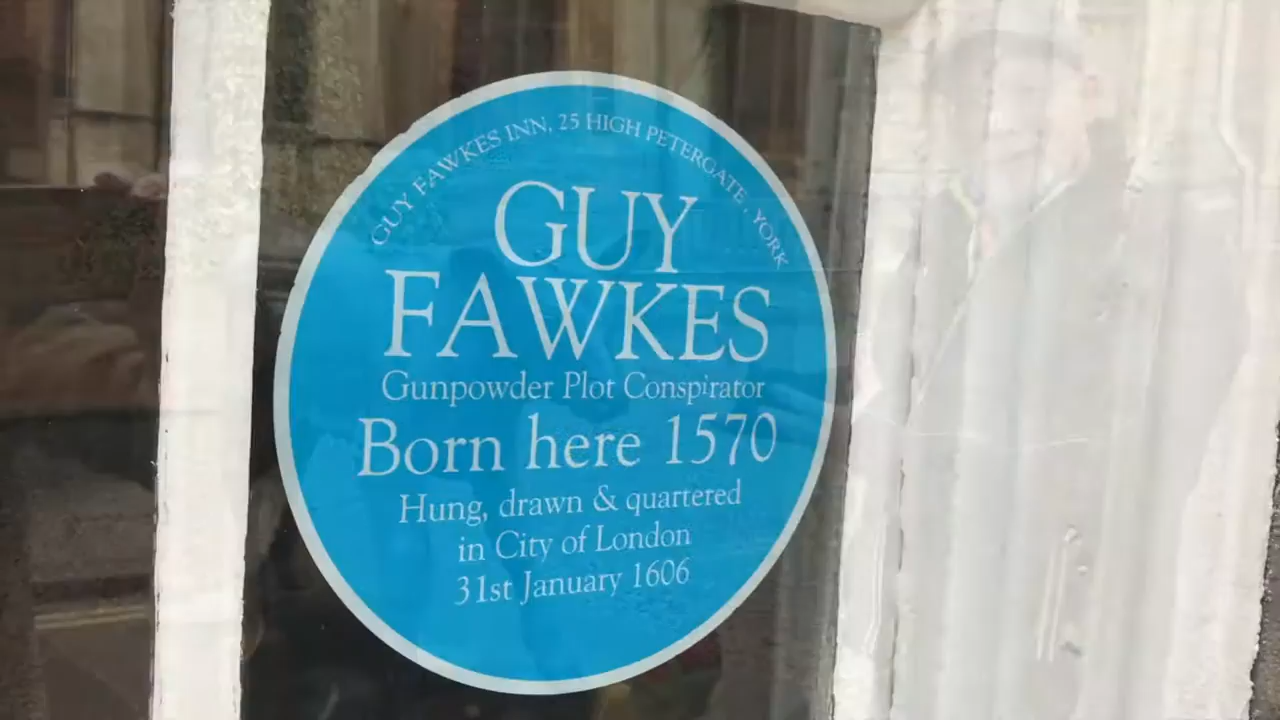 GUY FAWKES INN, 25 HIGH PETERGATE, YORK
GUY
FAWKES
Gunpowder Plot Conspirator
Born here 1570
Hung, drawn & quartered
in City of London
31st January 1606